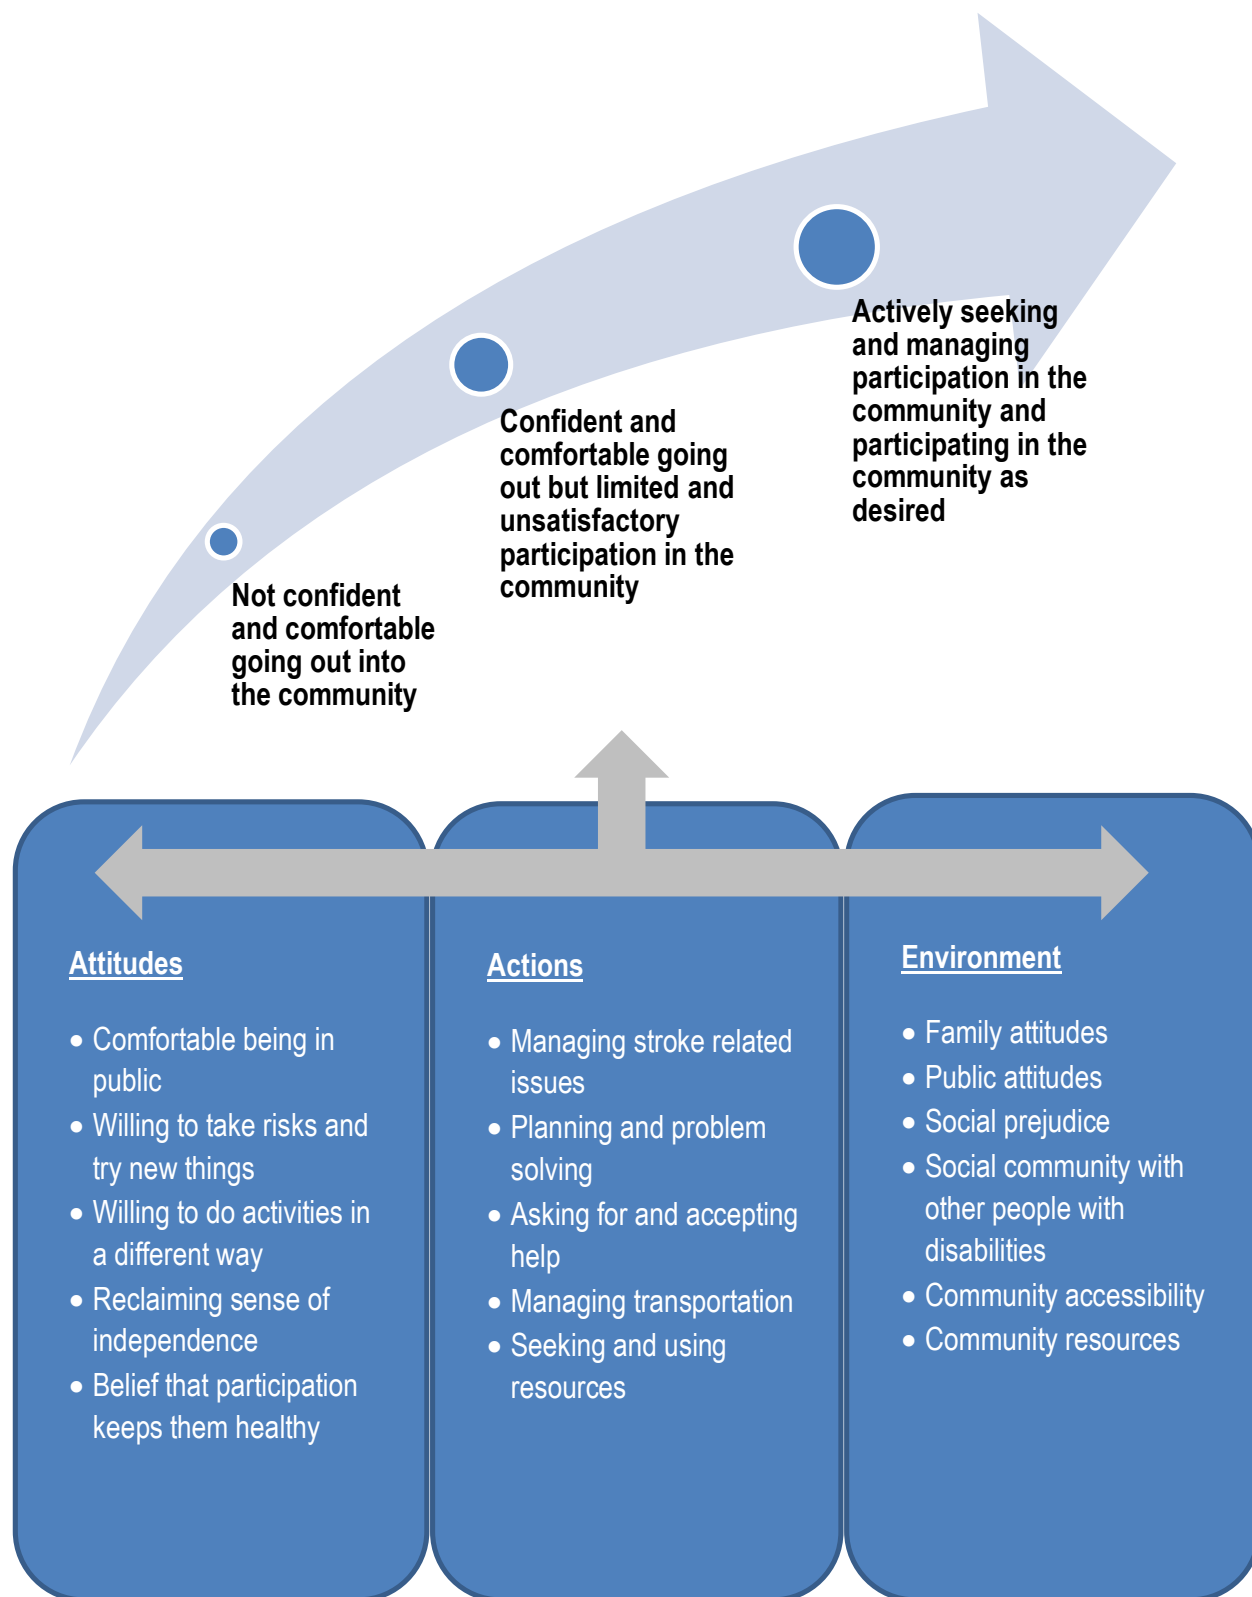 Actively seeking
and managing
participation in the
community and
participating in the
community as
desired
Confident and
comfortable going
out but limited and
unsatisfactory
participation in the
community
Not confident
and comfortable
going out into
the community
Attitudes
• Comfortable being in
public
• Willing to take risks and
try new things
• Willing to do activities in
a different way
• Reclaiming sense of
independence
• Belief that participation
keeps them healthy
Actions
• Managing stroke related
issues
• Planning and problem
solving
• Asking for and accepting
help
• Managing transportation
• Seeking and using
resources
Environment
• Family attitudes
• Public attitudes
• Social prejudice
• Social community with
other people with
disabilities
• Community accessibility
• Community resources